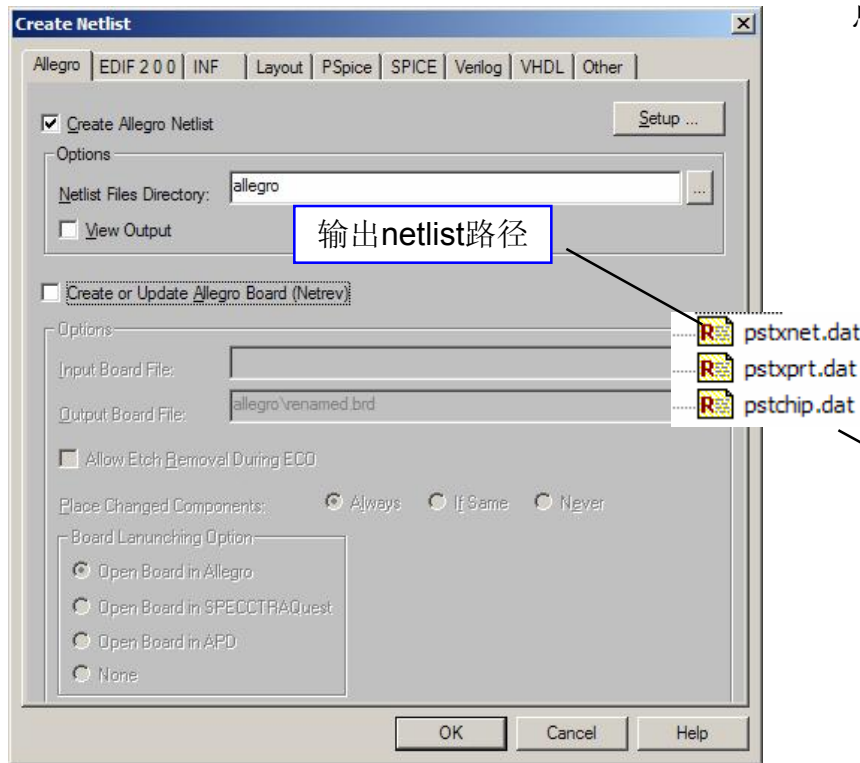 Create Netlist
Allegro EDIF 2 0 0 INF Layout PSpice SPICE Verilog VHDL Other
Create Allegro Netlist
Setup ...
Options
Netlist Files Directory: allegro ...
View Output
输出netlist路径
Create or Update Allegro Board (Netrev)
pstxnet.dat
pstxprt.dat
pstchip.dat
Options
Input Board File:
Output Board File: allegro\renamed.brd
Allow Etch Removal During ECO
Place Changed Components: Always If Same Never
Board Lanunching Option
Open Board in Allegro
Open Board in SPECCTRAQuest
Open Board in APD
None
OK Cancel Help